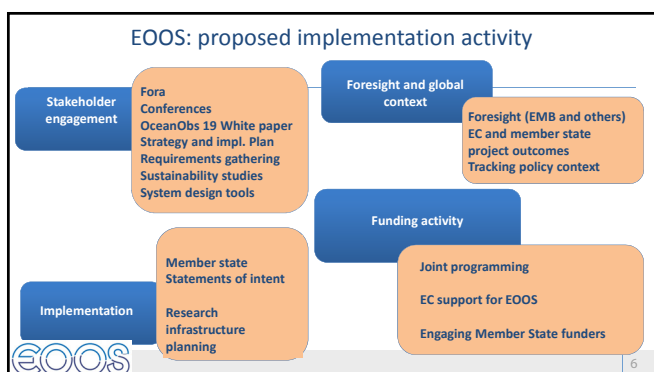 EOOS: proposed implementation activity
Stakeholder
engagement
Fora
Conferences
OceanObs 19 White paper
Strategy and impl. Plan
Requirements gathering
Sustainability studies
System design tools
Foresight and global
context
Foresight (EMB and others)
EC and member state
project outcomes
Tracking policy context
Funding activity
Joint programming
EC support for EOOS
Engaging Member State funders
Implementation
Member state
Statements of intent
Research
infrastructure
planning
EOOS
6